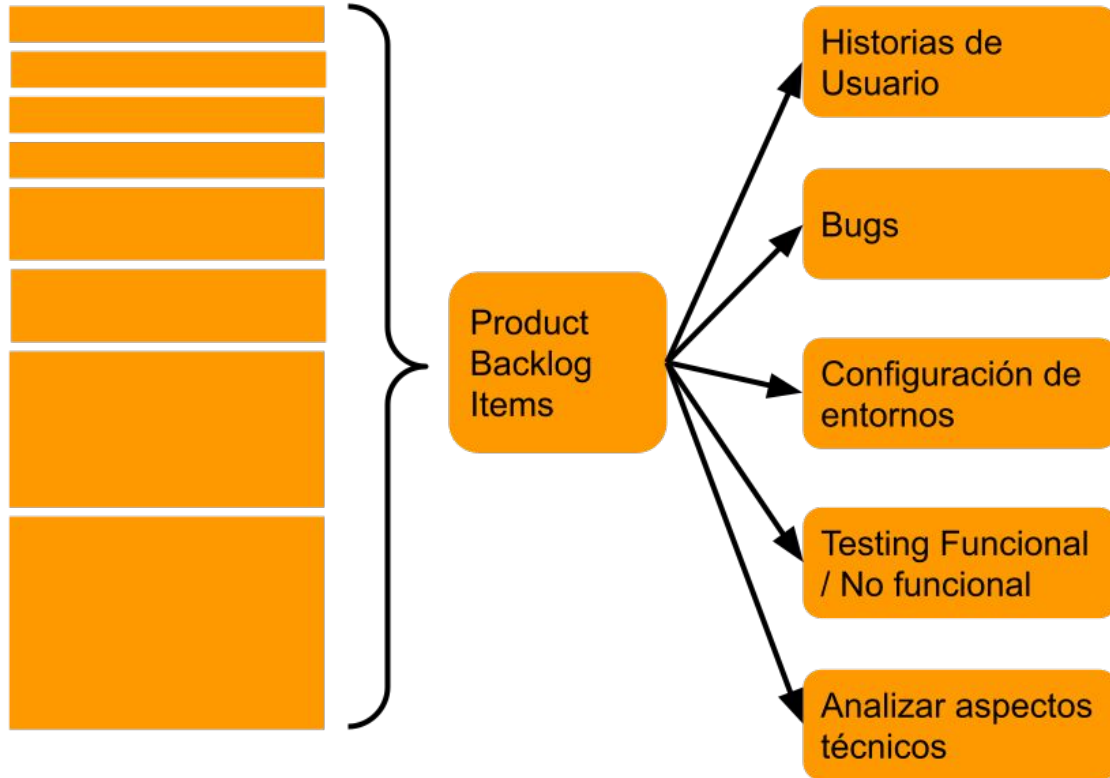 Historias de
Usuario
Bugs
Product
Backlog
Items
Configuración de
entornos
Testing Funcional
/ No funcional
Analizar aspectos
técnicos